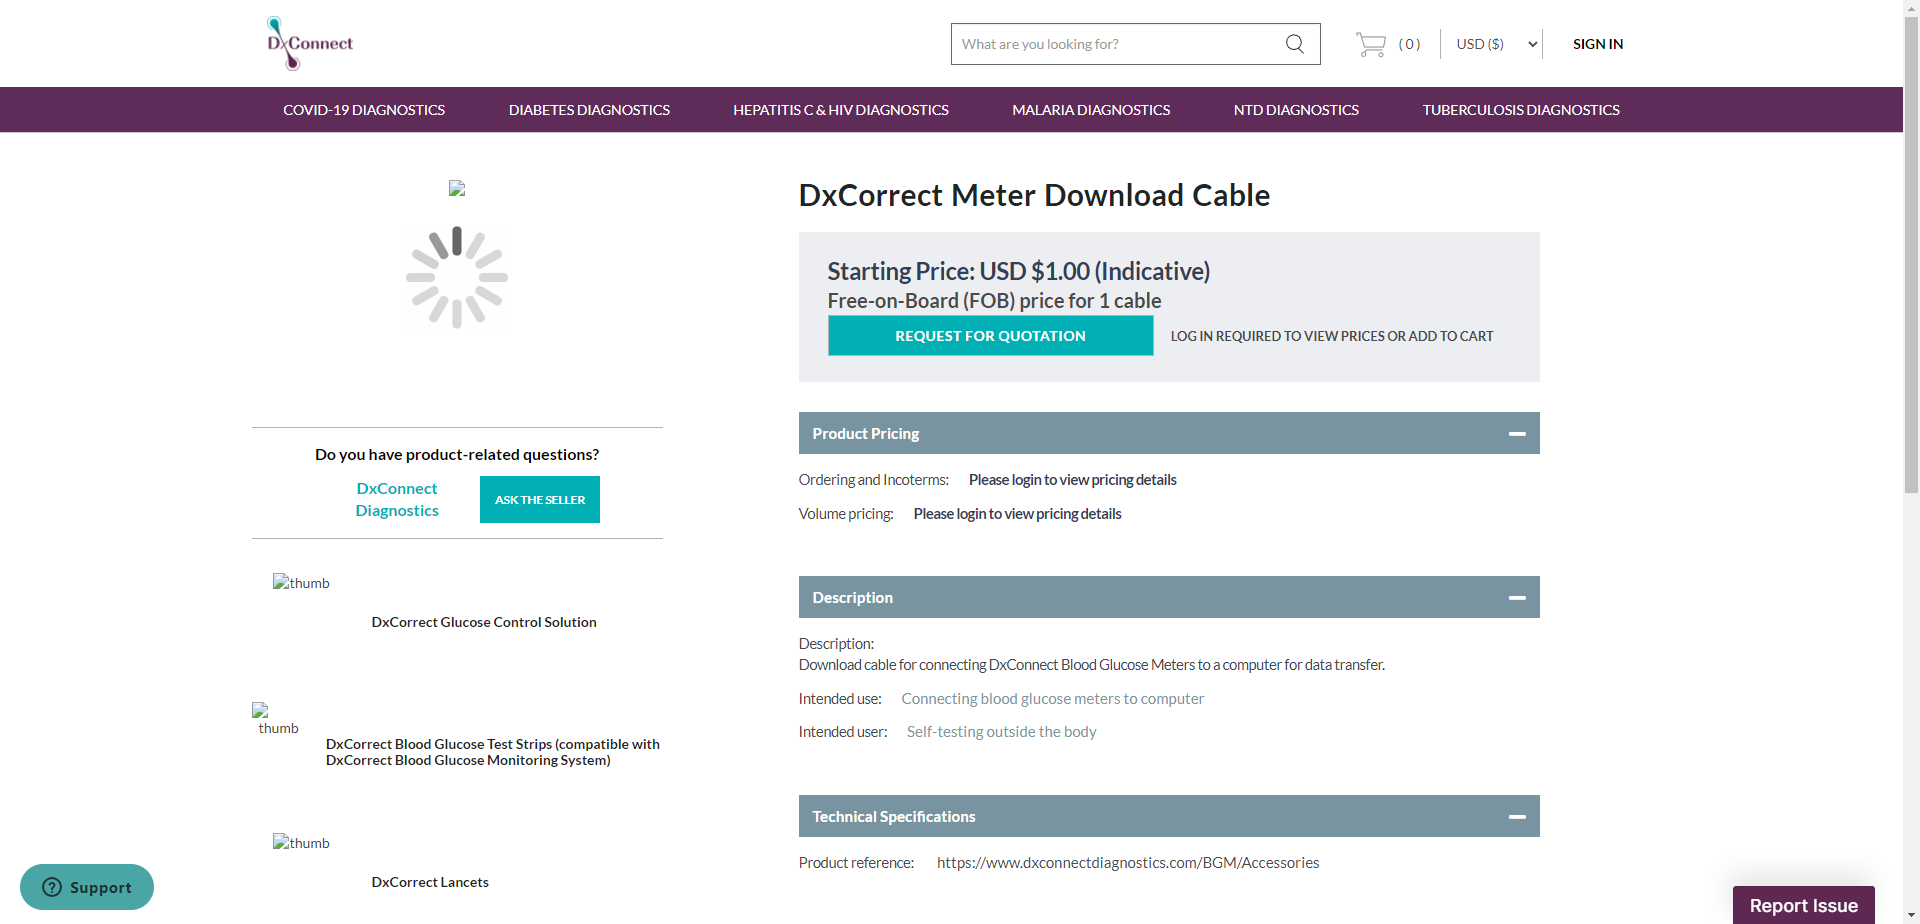 DxConnect
What are you looking for?
( 0 )
USD ($)
SIGN IN
COVID-19 DIAGNOSTICS
DIABETES DIAGNOSTICS
HEPATITIS C & HIV DIAGNOSTICS
MALARIA DIAGNOSTICS
NTD DIAGNOSTICS
TUBERCULOSIS DIAGNOSTICS
DxCorrect Meter Download Cable
Starting Price: USD $1.00 (Indicative)
Free-on-Board (FOB) price for 1 cable
REQUEST FOR QUOTATION
LOG IN REQUIRED TO VIEW PRICES OR ADD TO CART
Do you have product-related questions?
DxConnect
Diagnostics
ASK THE SELLER
thumb
DxCorrect Glucose Control Solution
thumb
DxCorrect Blood Glucose Test Strips (compatible with
DxCorrect Blood Glucose Monitoring System)
thumb
DxCorrect Lancets
Product Pricing
Ordering and Incoterms: Please login to view pricing details
Volume pricing: Please login to view pricing details
Description
Description:
Download cable for connecting DxConnect Blood Glucose Meters to a computer for data transfer.
Intended use: Connecting blood glucose meters to computer
Intended user: Self-testing outside the body
Technical Specifications
Product reference: https://www.dxconnectdiagnostics.com/BGM/Accessories
Support
Report Issue